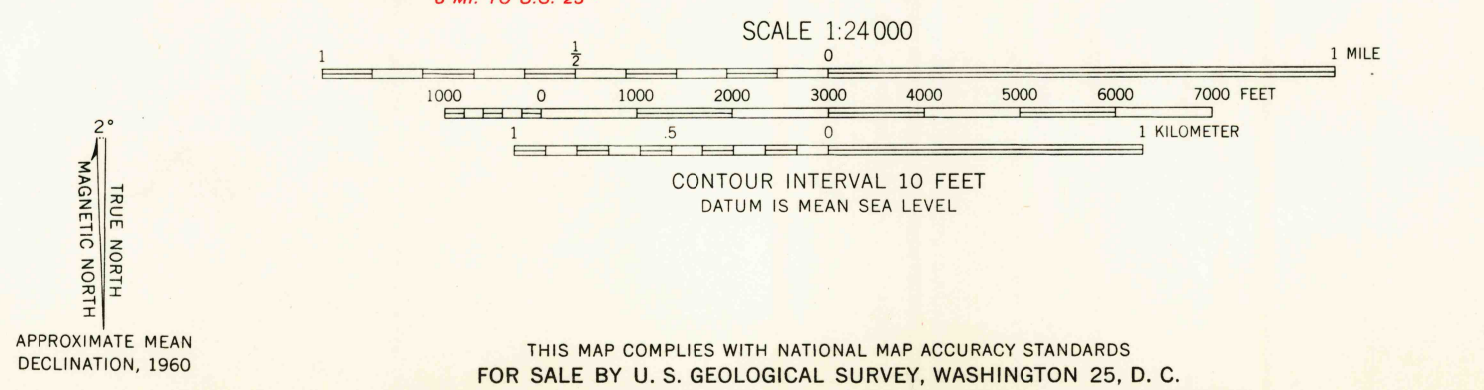 SCALE 1:24 000
1 1/2 0 1 MILE
1000 0 1000 2000 3000 4000 5000 6000 7000 FEET
1 .5 0 1 KILOMETER
CONTOUR INTERVAL 10 FEET
DATUM IS MEAN SEA LEVEL
2°
TRUE NORTH
MAGNETIC NORTH
APPROXIMATE MEAN
DECLINATION, 1960
THIS MAP COMPLIES WITH NATIONAL MAP ACCURACY STANDARDS
FOR SALE BY U. S. GEOLOGICAL SURVEY, WASHINGTON 25, D. C.